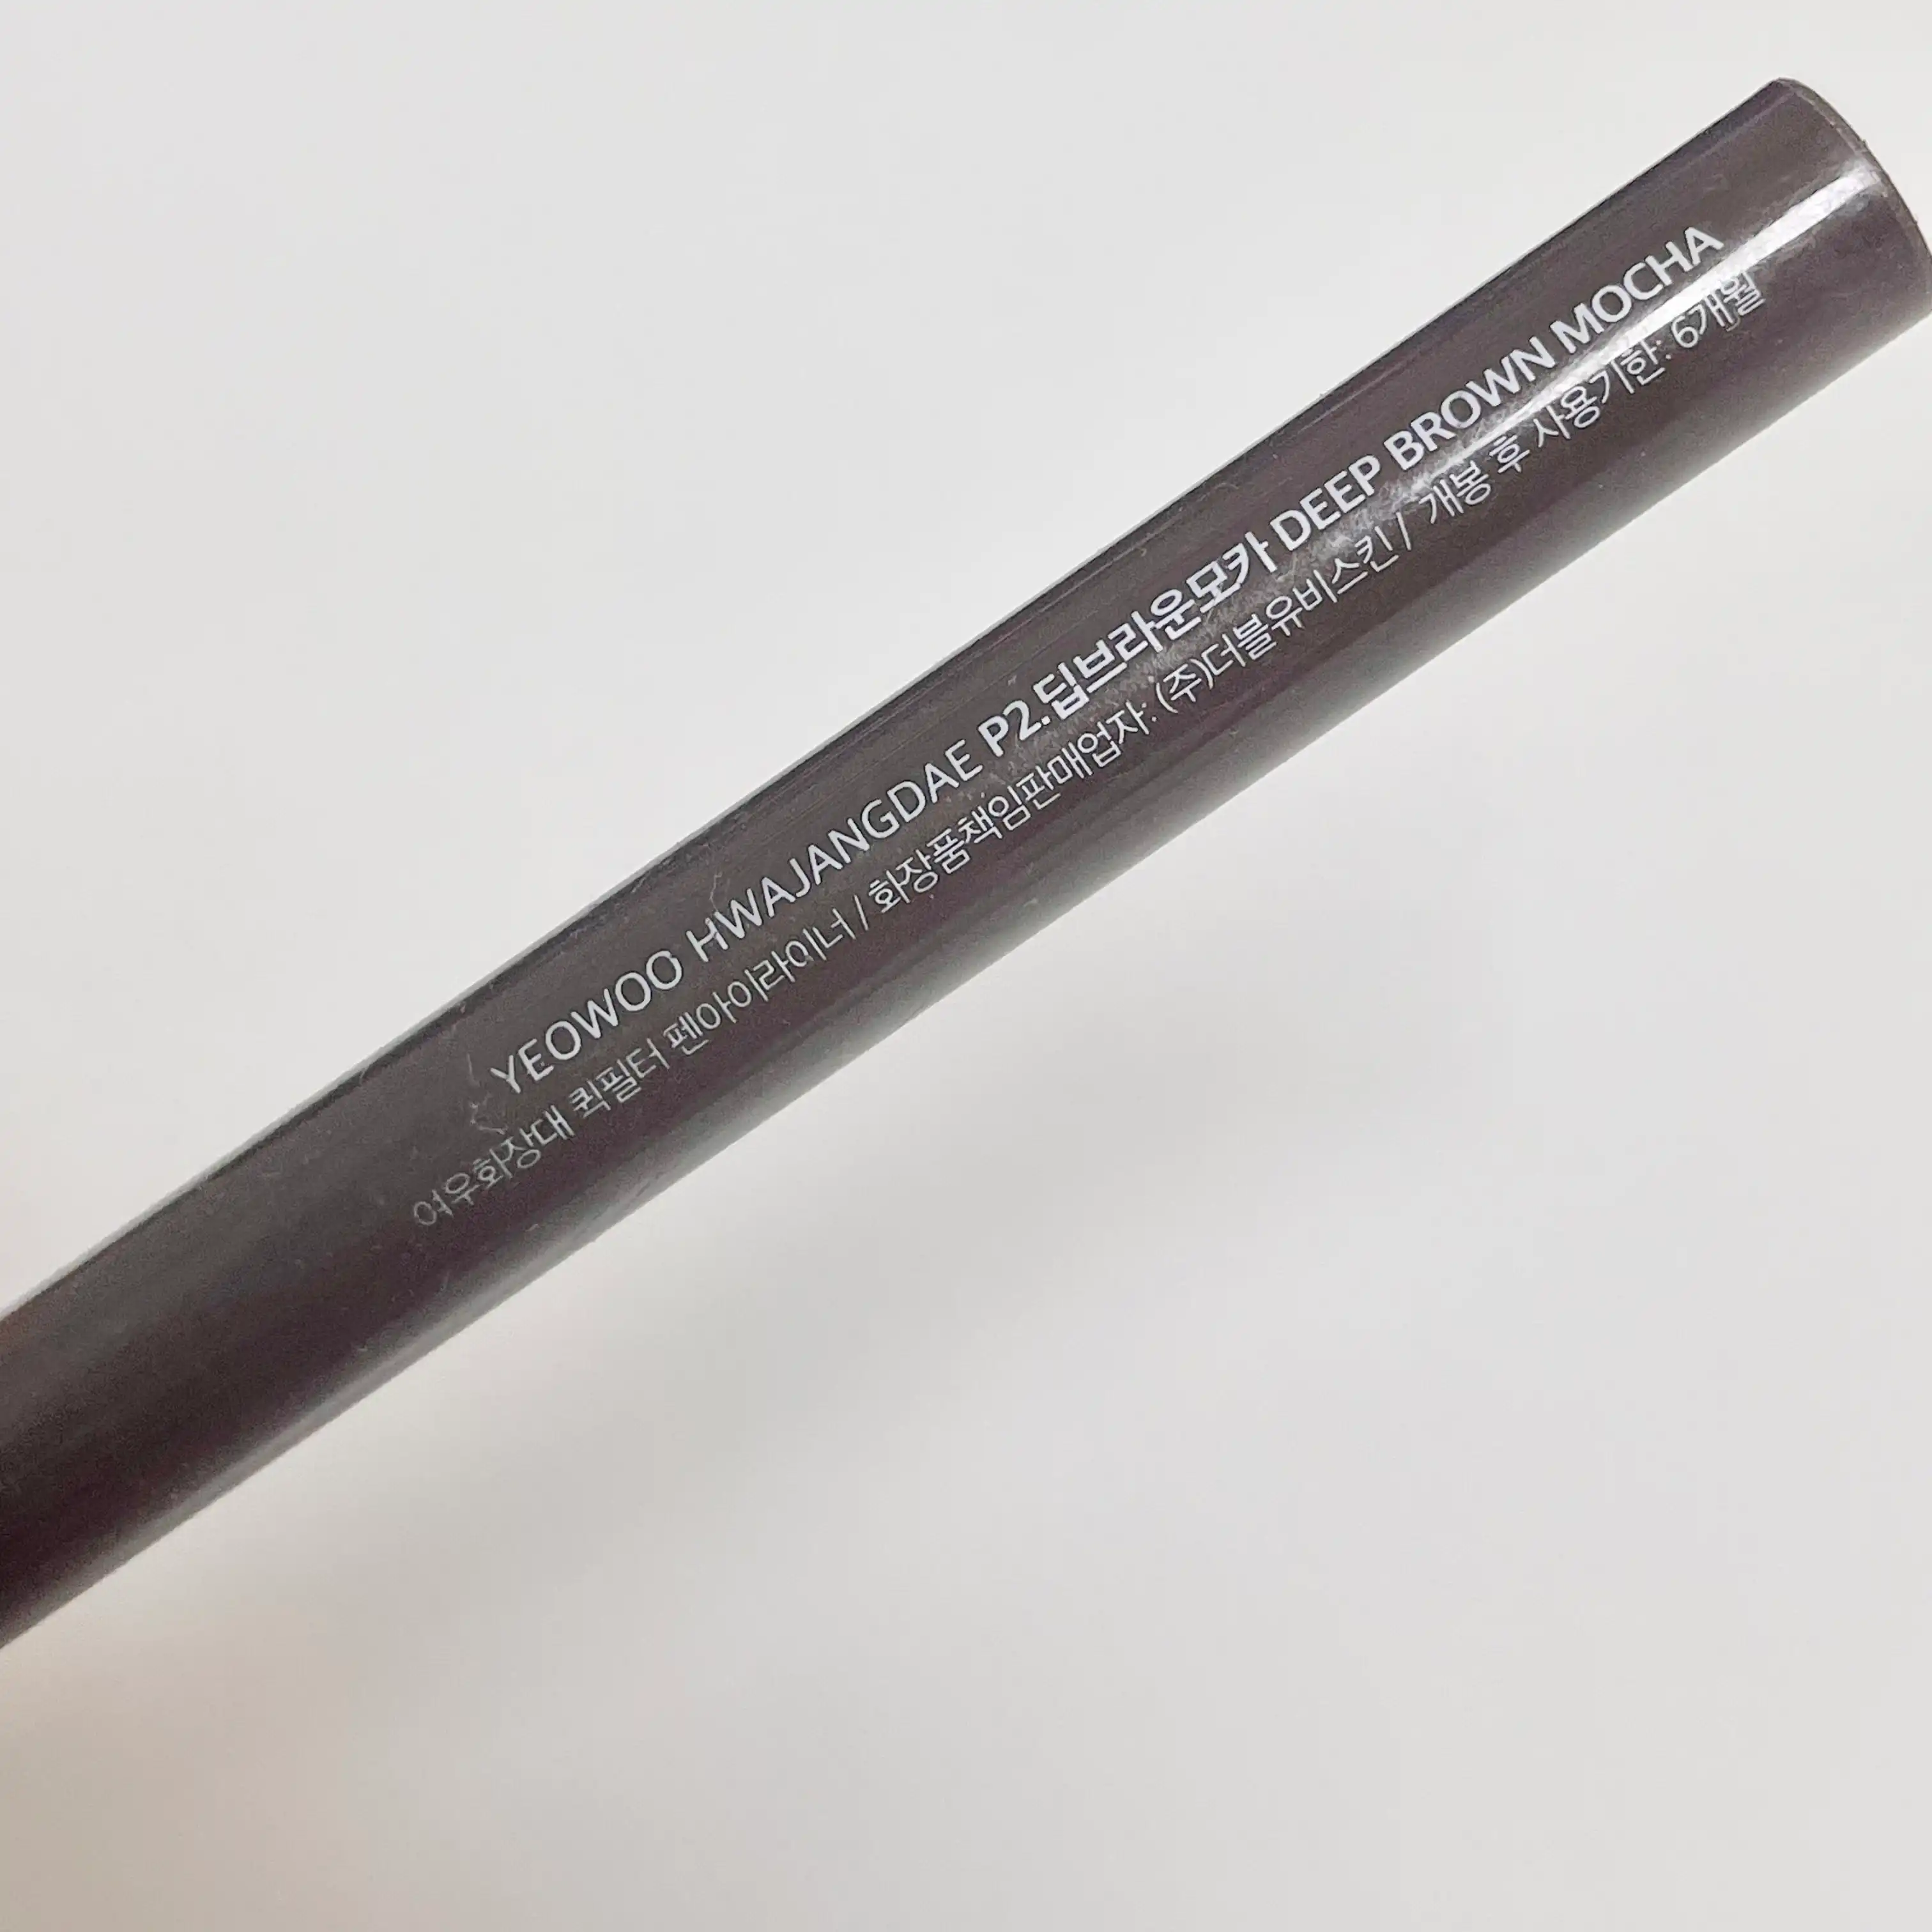 YEOWOO HWAJANGDAE P2.딥브라운모카 DEEP BROWN MOCHA
여우화장대 퀵필터 펜아이라이너 / 화장품책임판매업자: (주)더블유비스킨 / 개봉 후 사용기한: 6개월